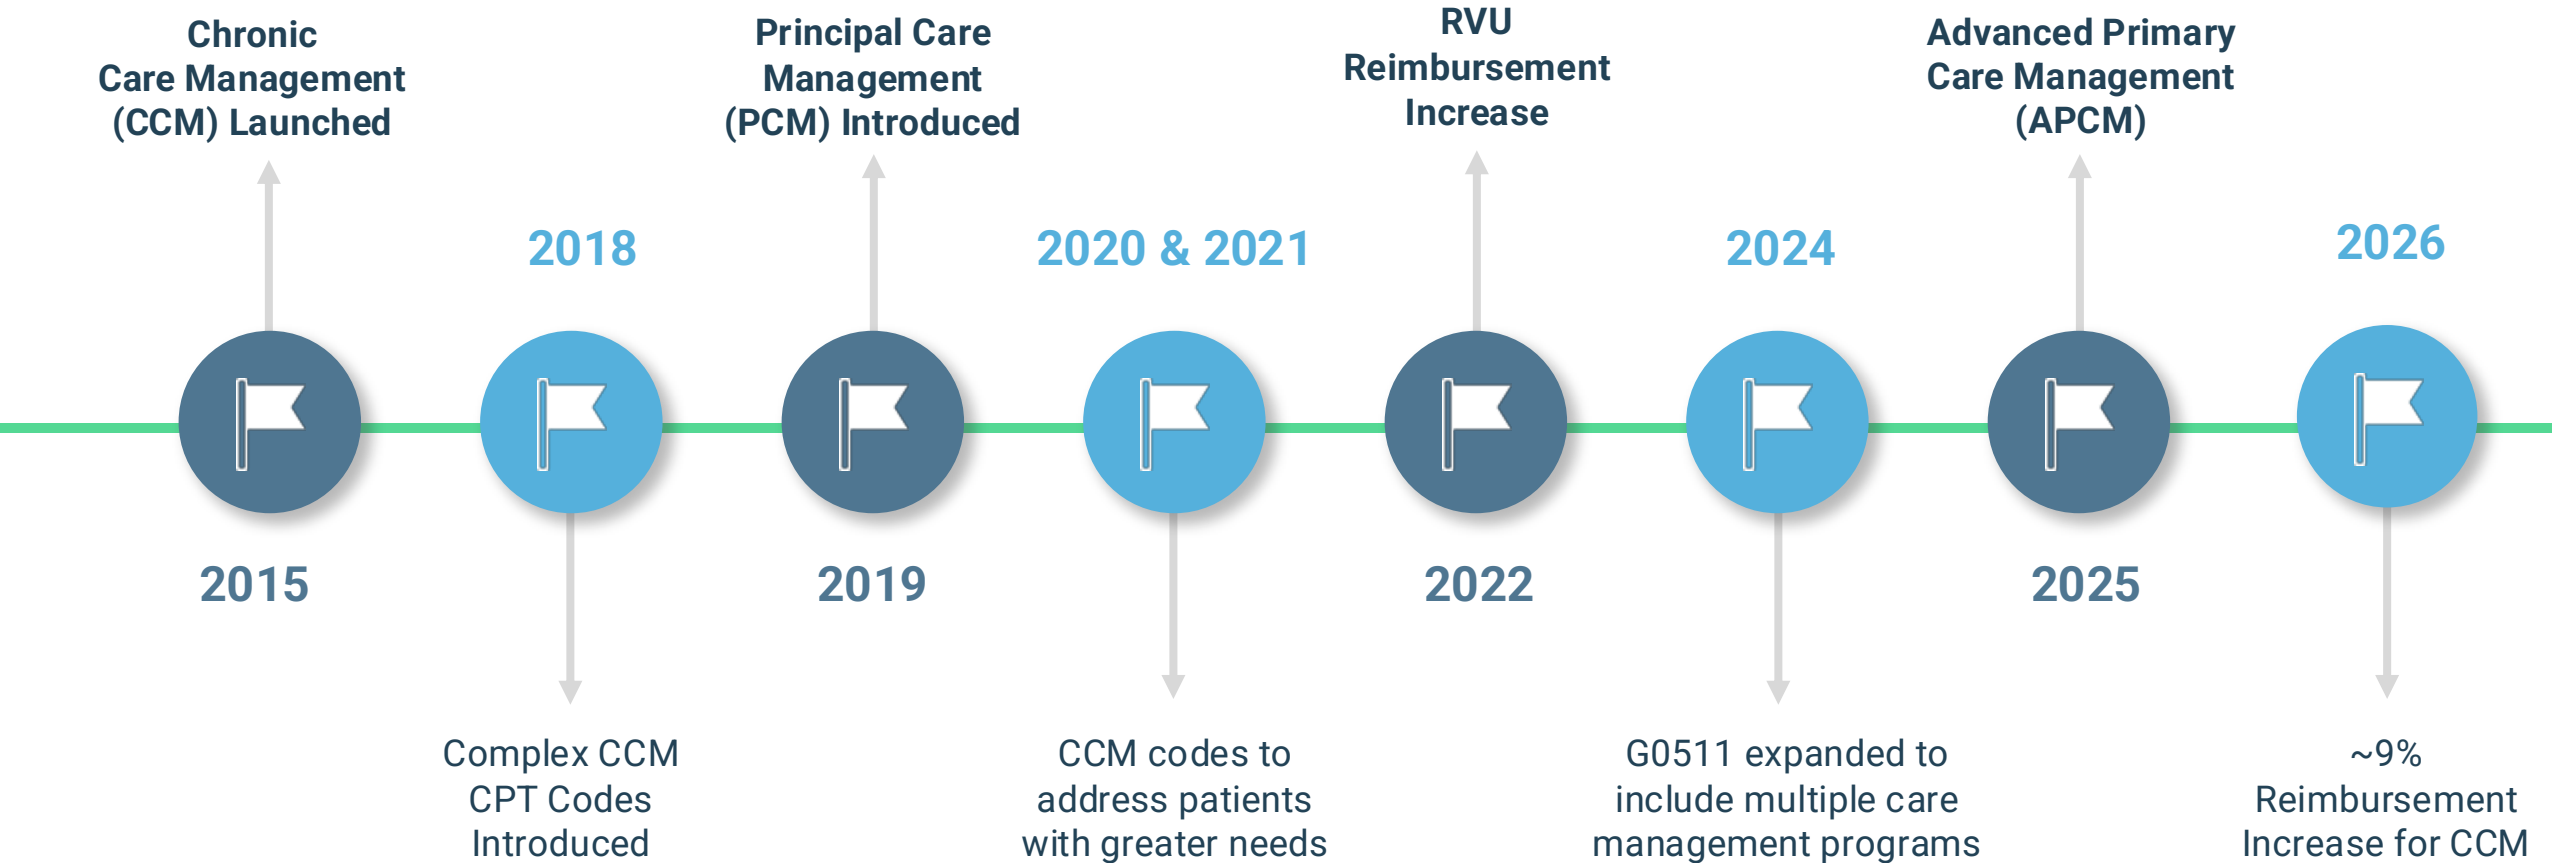 Chronic
Care Management
(CCM) Launched
2015
2018
Complex CCM
CPT Codes
Introduced
Principal Care
Management
(PCM) Introduced
2019
2020 & 2021
CCM codes to
address patients
with greater needs
RVU
Reimbursement
Increase
2022
2024
G0511 expanded to
include multiple care
management programs
Advanced Primary
Care Management
(APCM)
2025
2026
~9%
Reimbursement
Increase for CCM